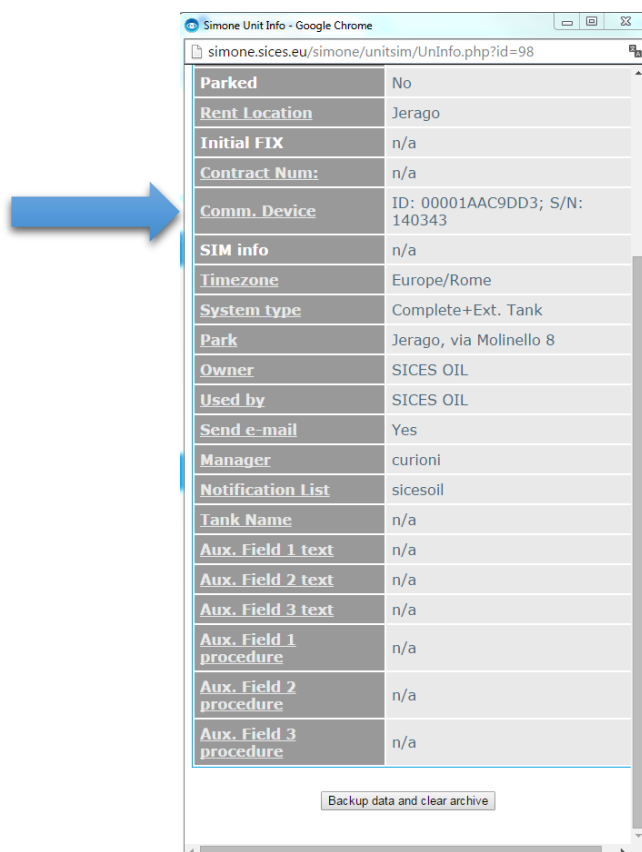 Simone Unit Info - Google Chrome
simone.sices.eu/simone/unitsim/UnInfo.php?id=98
Parked No
Rent Location Jerago
Initial FIX n/a
Contract Num: n/a
Comm. Device ID: 00001AAC9DD3; S/N:
140343
SIM info n/a
Timezone Europe/Rome
System type Complete+Ext. Tank
Park Jerago, via Molinello 8
Owner SICES OIL
Used by SICES OIL
Send e-mail Yes
Manager curioni
Notification List sicesoil
Tank Name n/a
Aux. Field 1 text n/a
Aux. Field 2 text n/a
Aux. Field 3 text n/a
Aux. Field 1
procedure n/a
Aux. Field 2
procedure n/a
Aux. Field 3
procedure n/a
Backup data and clear archive